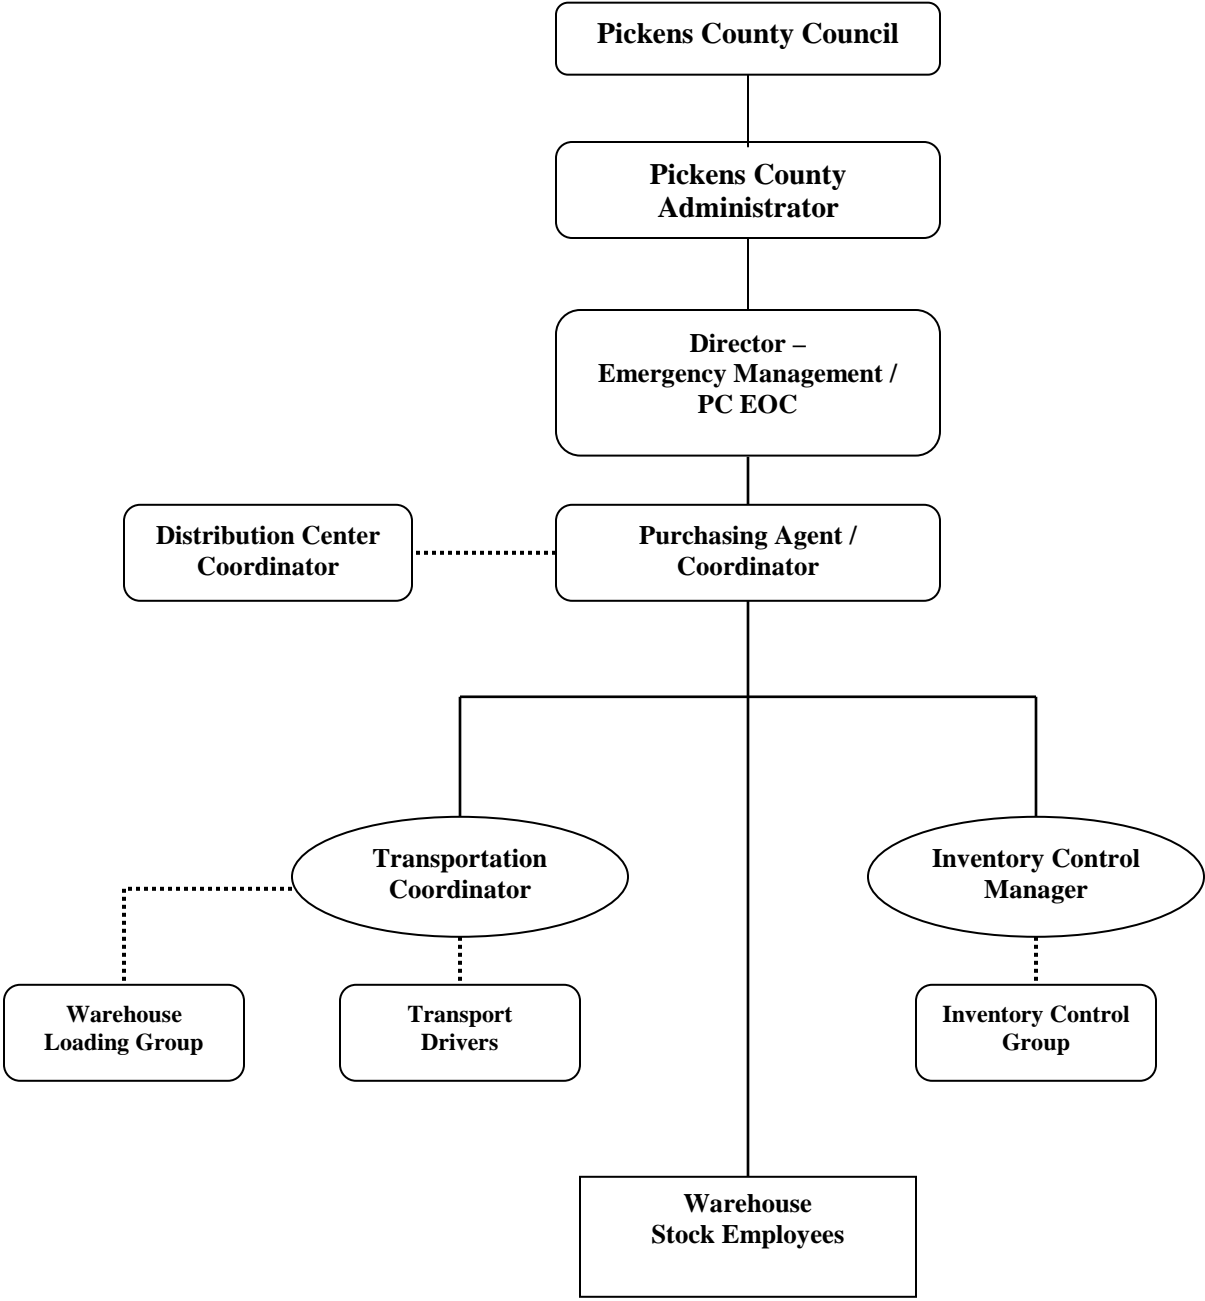 Pickens County Council
Pickens County
Administrator
Director –
Emergency Management /
PC EOC
Distribution Center
Coordinator
Purchasing Agent /
Coordinator
Transportation
Coordinator
Inventory Control
Manager
Warehouse
Loading Group
Transport
Drivers
Inventory Control
Group
Warehouse
Stock Employees